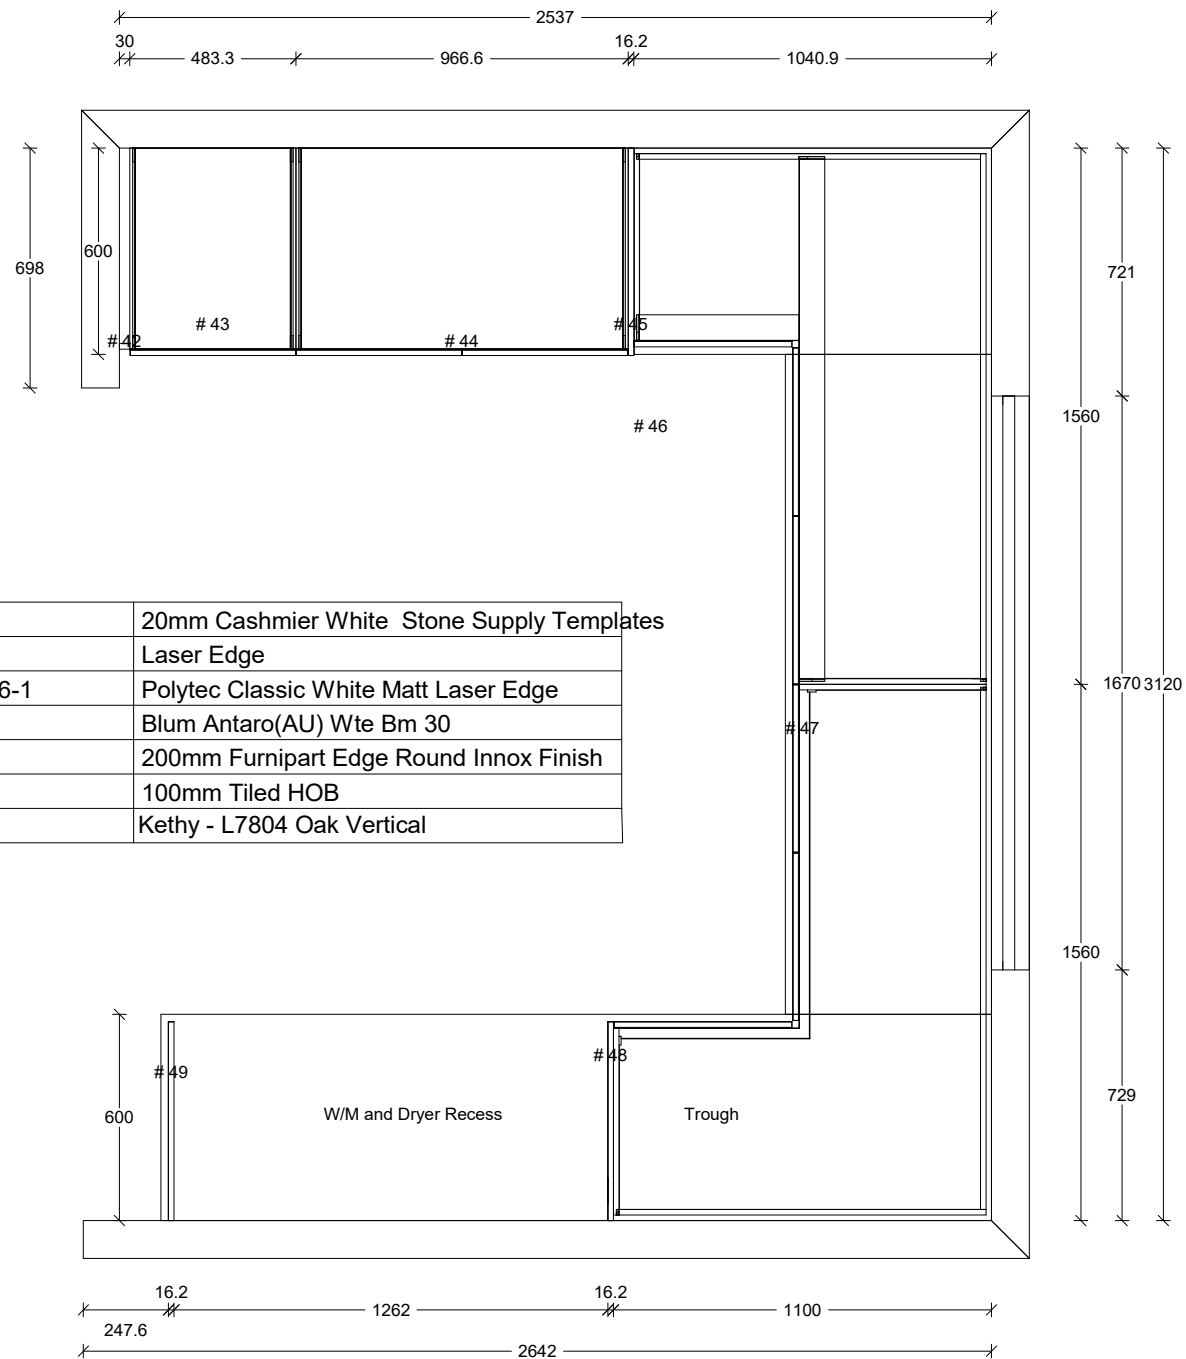 2537
30 483.3 966.6 16.2 1040.9
698
600
# 42
# 43
# 44
# 45
# 46
721
1560
1670
3120
20mm Cashmier White Stone Supply Templates
Laser Edge
6-1 Polytec Classic White Matt Laser Edge
Blum Antaro(AU) Wte Bm 30
200mm Furnipart Edge Round Innox Finish
100mm Tiled HOB
Kethy - L7804 Oak Vertical
# 47
1560
# 48
# 49
600
W/M and Dryer Recess
Trough
729
16.2 1262 16.2 1100
247.6
2642